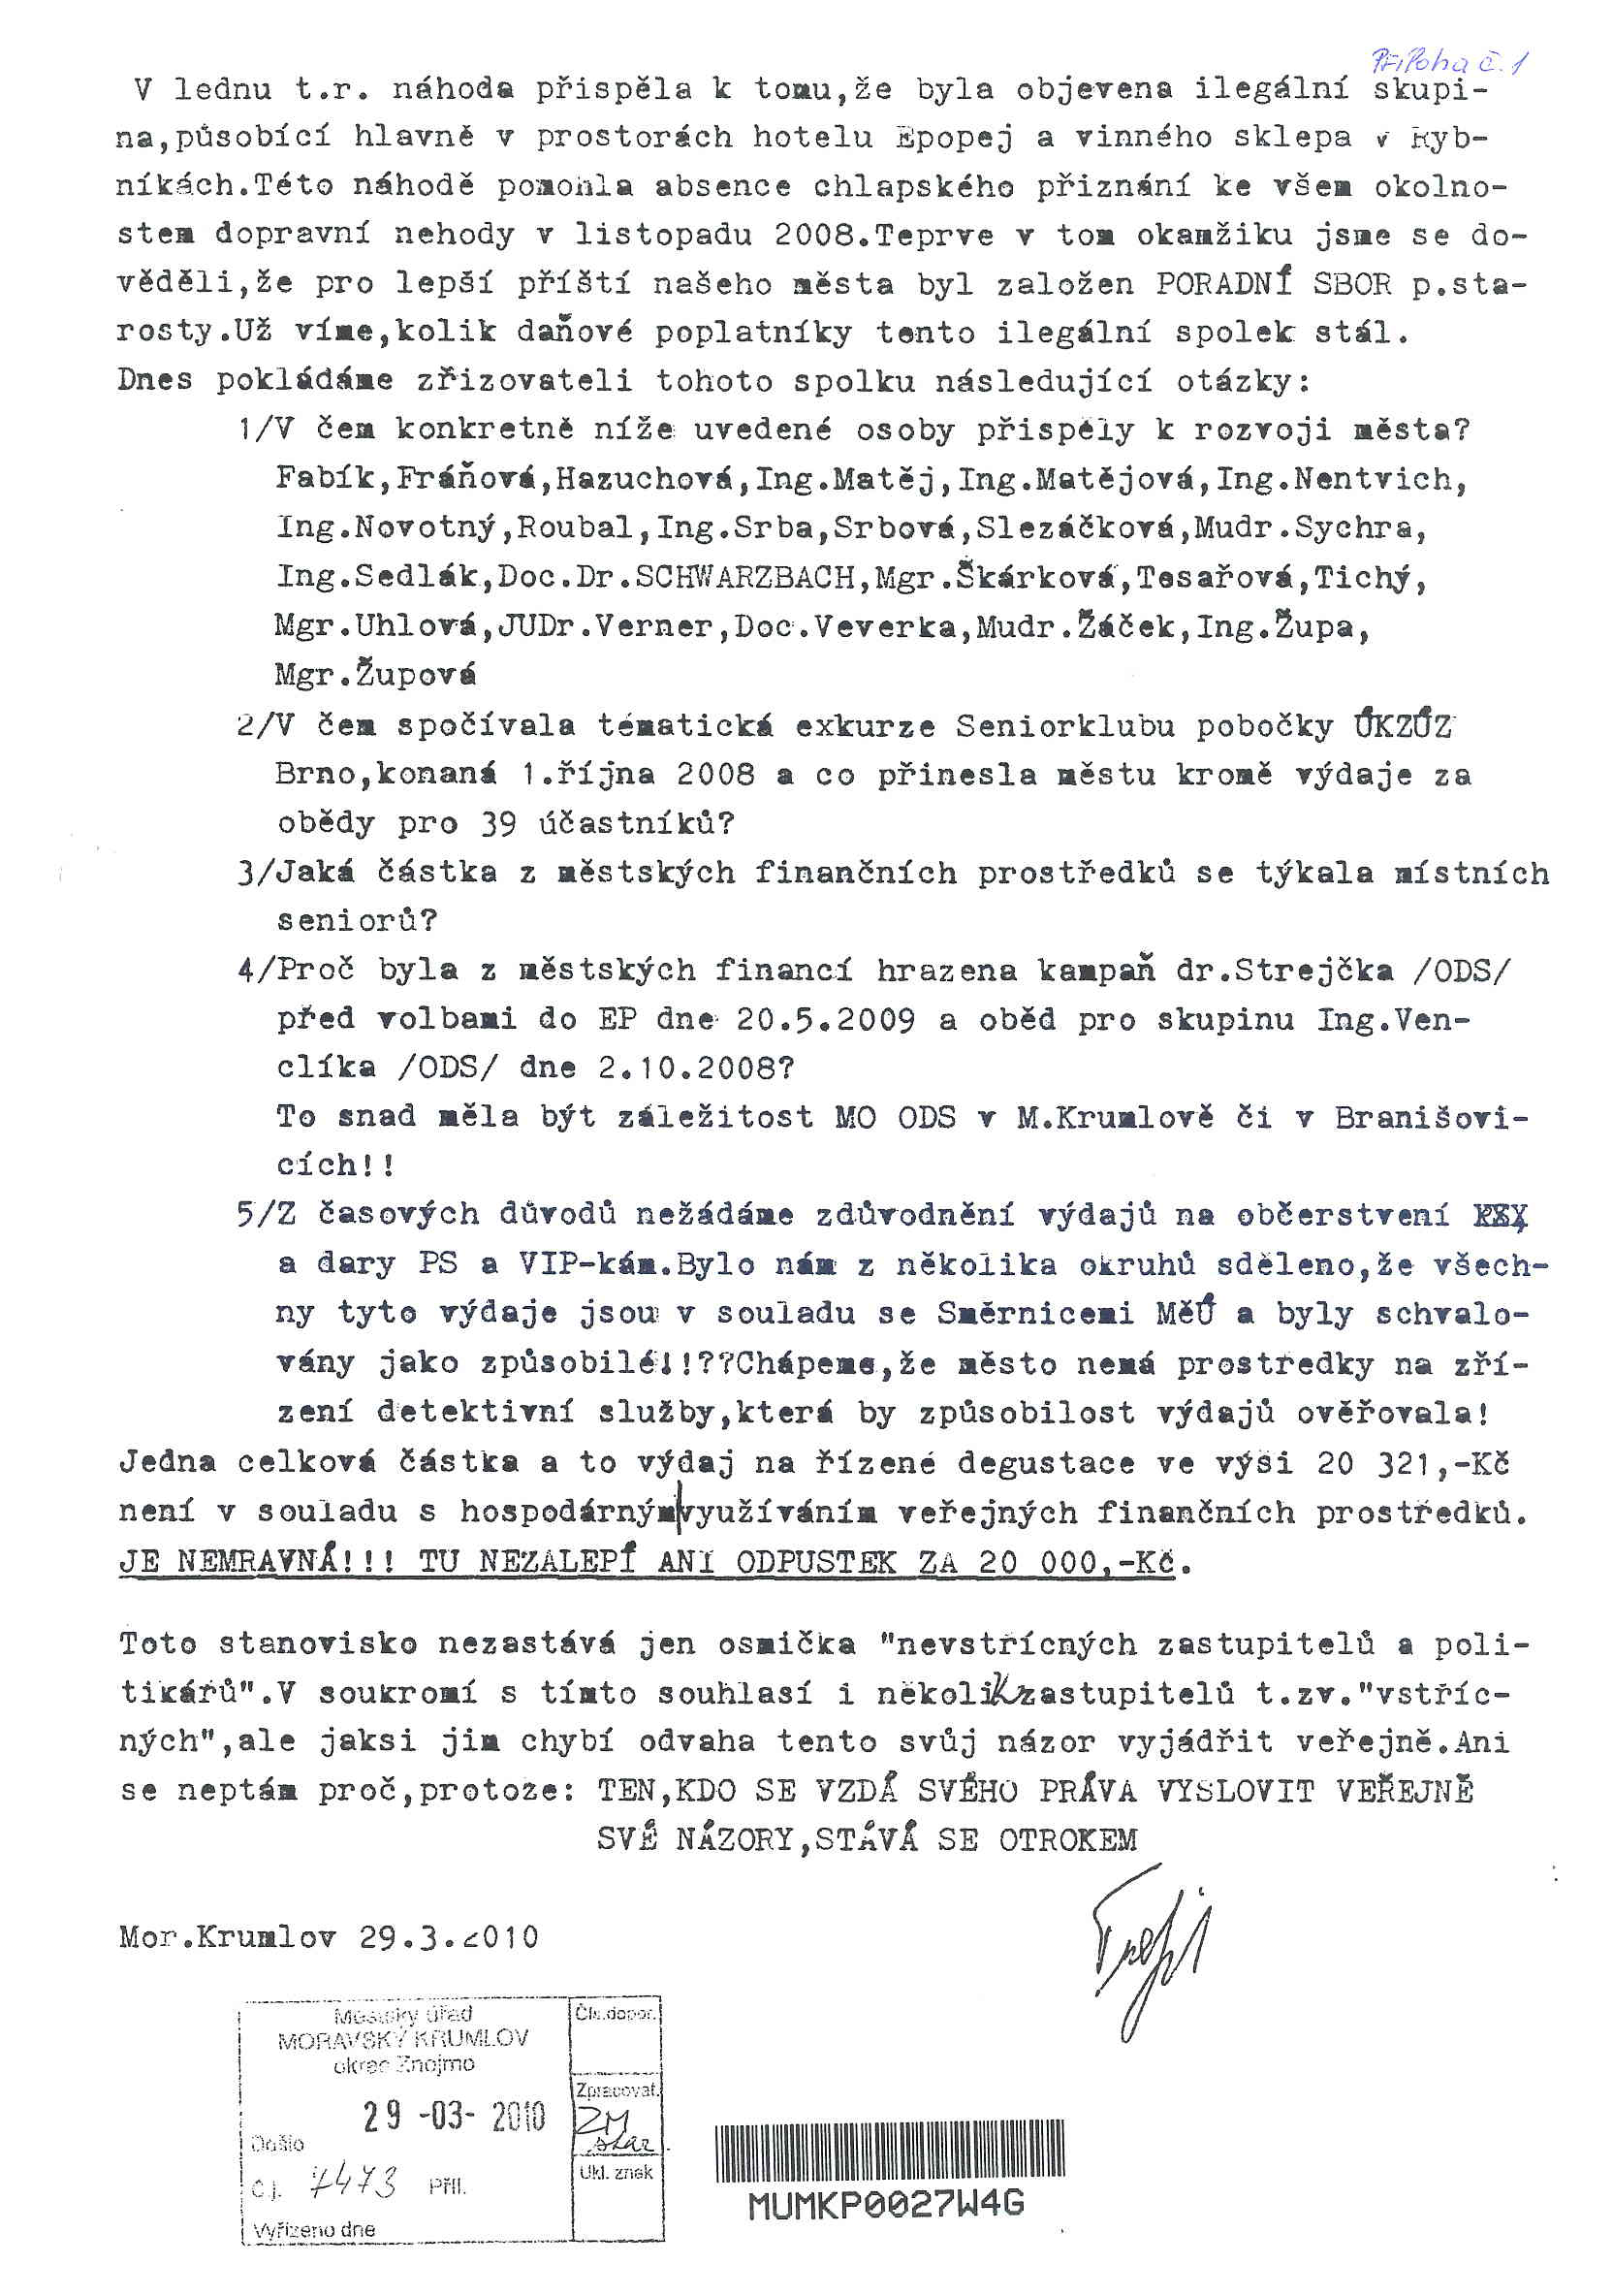 Příloha č. 1
V lednu t.r. náhoda přispěla k tomu,že byla objevena ilegální skupi-
na,působící hlavně v prostorách hotelu Epopej a vinného sklepa v Ryb-
níkách.Této náhodě pomohla absence chlapského přiznání ke všem okolno-
stem dopravní nehody v listopadu 2008.Teprve v tom okamžiku jsme se do-
věděli,že pro lepší příští našeho města byl založen PORADNÍ SBOR p.sta-
rosty.Už víme,kolik daňové poplatníky tento ilegální spolek stál.
Dnes pokládáme zřizovateli tohoto spolku následující otázky:
1/V čem konkretně níže uvedené osoby přispěly k rozvoji města?
Fabík,Fráňová,Hazuchová,Ing.Matěj,Ing.Matějová,Ing.Nentvich,
Ing.Novotný,Roubal,Ing.Srba,Srbová,Slezáčková,Mudr.Sychra,
Ing.Sedlák,Doc.Dr.SCHWARZBACH,Mgr.Škárková,Tesařová,Tichý,
Mgr.Uhlová,JUDr.Verner,Doc.Veverka,Mudr.Žáček,Ing.Župa,
Mgr.Župová
2/V čem spočívala tématická exkurze Seniorklubu pobočky ÚKZÚZ
Brno,konaná 1.října 2008 a co přinesla městu kromě výdaje za
obědy pro 39 účastníků?
3/Jaká částka z městských finančních prostředků se týkala místních
seniorů?
4/Proč byla z městských financí hrazena kampaň dr.Strejčka /ODS/
před volbami do EP dne 20.5.2009 a oběd pro skupinu Ing.Ven-
clíka /ODS/ dne 2.10.2008?
To snad měla být záležitost MO ODS v M.Krumlově či v Branišovi-
cích!!
5/Z časových důvodů nežádáme zdůvodnění výdajů na občerstvení
a dary PS a VIP-kám.Bylo nám z několika okruhů sděleno,že všech-
ny tyto výdaje jsou v souladu se Směrnicemi MěÚ a byly schvalo-
vány jako způsobilé!!??Chápeme,že město nemá prostredky na zří-
zení detektivní služby,která by způsobilost výdajů ověřovala!
Jedna celková částka a to výdaj na řízené degustace ve výši 20 321,-Kč
není v souladu s hospodárným využíváním veřejných finančních prostředků.
JE NEMRAVNÁ!!! TU NEZALEPÍ ANI ODPUSTEK ZA 20 000,-Kč.
Toto stanovisko nezastává jen osmička "nevstřícných zastupitelů a poli-
tikářů".V soukromí s tímto souhlasí i několik zastupitelů t.zv."vstříc-
ných",ale jaksi jim chybí odvaha tento svůj názor vyjádřit veřejně.Ani
se neptám proč,protoze: TEN,KDO SE VZDÁ SVÉHO PRÁVA VYSLOVIT VEŘEJNĚ
SVÉ NÁZORY,STÁVÁ SE OTROKEM
Mor.Krumlov 29.3.2010
Městský úřad
MORAVSKÝ KRUMLOV
okres Znojmo
Čís.dopor.
29 -03- 2010
Zpracovat.
ZM
star
Došlo
Č.j. 7473 Příl.
Ukl. znak
Vyřízeno dne
MUMKP0027W4G